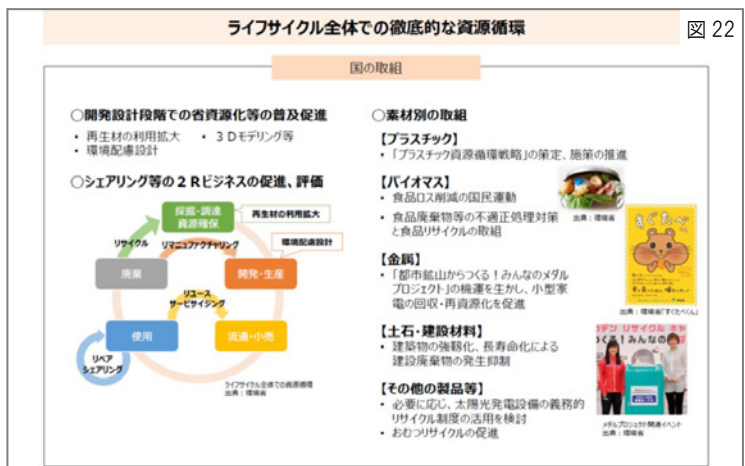 ライフサイクル全体での徹底的な資源循環
図 22
国の取組
○開発設計段階での省資源化等の普及促進
・ 再生材の利用拡大 ・ 3Dモデリング等
・ 環境配慮設計
○シェアリング等の2Rビジネスの促進、評価
採掘・調達
資源確保
再生材の利用拡大
リサイクル
リマニュファクチャリング
環境配慮設計
廃棄
開発・生産
リユース
サービサイジング
使用
流通・小売
リペア
シェアリング
ライフサイクル全体での資源循環
出典：環境省
○素材別の取組
【プラスチック】
・ 「プラスチック資源循環戦略」の策定、施策の推進
【バイオマス】
・ 食品ロス削減の国民運動
・ 食品廃棄物等の不適正処理対策
と食品リサイクルの取組
出典：環境省
【金属】
・ 「都市鉱山からつくる！みんなのメダル
プロジェクト」の機運を生かし、小型家
電の回収・再資源化を促進
すぐたべくん
出典：環境省「すぐたべくん」
【土石・建設材料】
・ 建築物の強靱化、長寿命化による
建設廃棄物の発生抑制
【その他の製品等】
・ 必要に応じ、太陽光発電設備の義務的
リサイクル制度の活用を検討
・ おむつリサイクルの促進
メダルプロジェクト関連イベント
出典：環境省